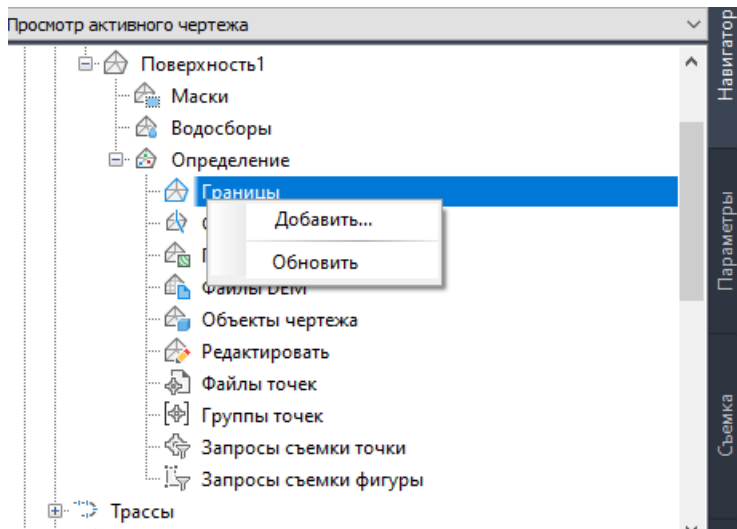 Просмотр активного чертежа
Поверхность1
Маски
Водосборы
Определение
Границы
Добавить...
Обновить
Файлы DEM
Объекты чертежа
Редактировать
Файлы точек
Группы точек
Запросы съемки точки
Запросы съемки фигуры
Трассы
Навигатор
Параметры
Съемка